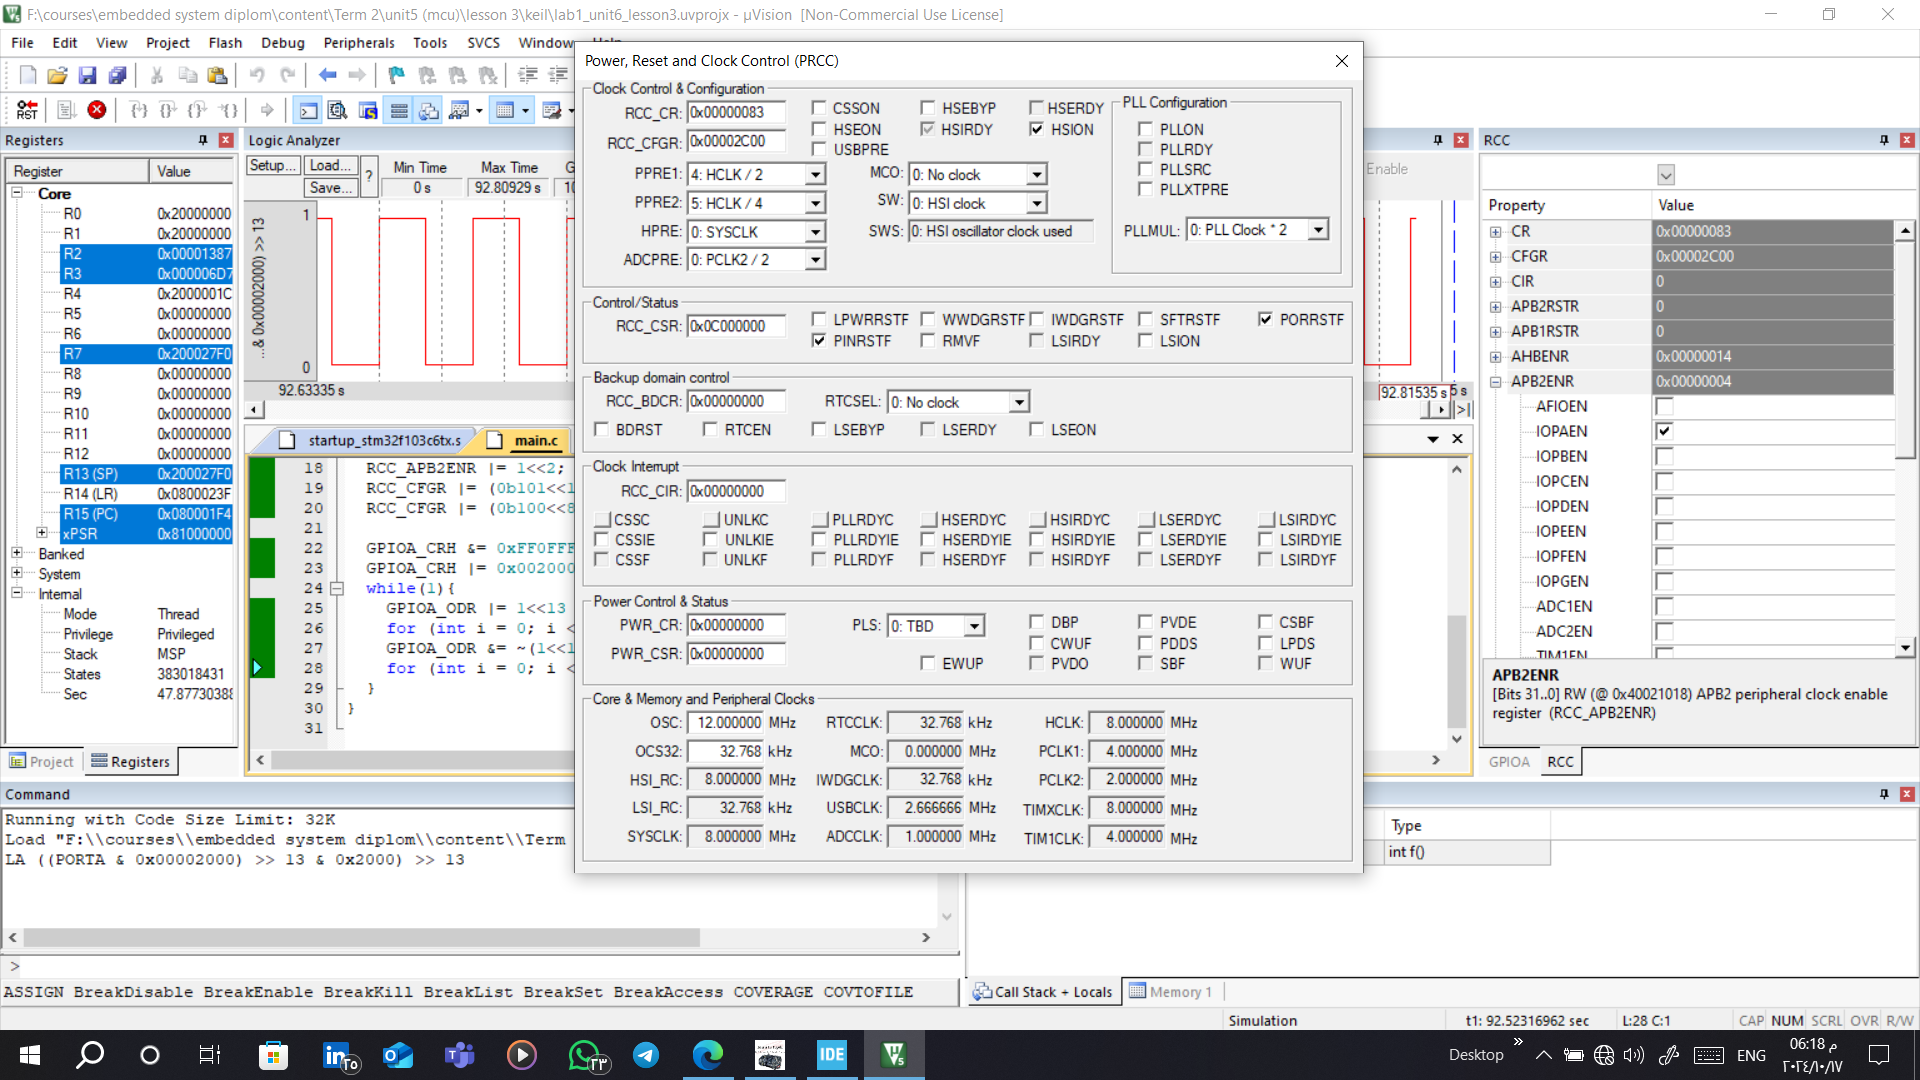 F:\courses\embedded system diplom\content\Term 2\unit5 (mcu)\lesson 3\keil\lab1_unit6_lesson3.uvprojx - µVision  [Non-Commercial Use License]
File Edit View Project Flash Debug Peripherals Tools SVCS Window Help
Registers
Register Value
Core
R0 0x20000000
R1 0x20000000
R2 0x00001387
R3 0x000006D7
R4 0x2000001C
R5 0x00000000
R6 0x00000000
R7 0x200027F0
R8 0x00000000
R9 0x00000000
R10 0x00000000
R11 0x00000000
R12 0x00000000
R13 (SP) 0x200027F0
R14 (LR) 0x0800023F
R15 (PC) 0x080001F4
xPSR 0x81000000
Banked
System
Internal
Mode Thread
Privilege Privileged
Stack MSP
States 383018431
Sec 47.87730388
Project Registers
Logic Analyzer
Setup... Load... ? Min Time Max Time G
Save... 0 s 92.80929 s 10
...& 0x00002000) >> 13
1
0
92.63335 s
92.81535 s 5 s
Enable
startup_stm32f103c6tx.s main.c
18 RCC_APB2ENR |= 1<<2;
19 RCC_CFGR |= (0b101<<1
20 RCC_CFGR |= (0b100<<8
21
22 GPIOA_CRH &= 0xFF0FFF
23 GPIOA_CRH |= 0x002000
24 while(1){
25 GPIOA_ODR |= 1<<13
26 for (int i = 0; i <
27 GPIOA_ODR &= ~(1<<1
28 for (int i = 0; i <
29 }
30 }
31
Power, Reset and Clock Control (PRCC)
Clock Control & Configuration
RCC_CR: 0x00000083 CSSON HSEBYP HSERDY
RCC_CFGR: 0x00002C00 HSEON HSIRDY HSION
USBPRE
PPRE1: 4: HCLK / 2 MCO: 0: No clock
PPRE2: 5: HCLK / 4 SW: 0: HSI clock
HPRE: 0: SYSCLK SWS: 0: HSI oscillator clock used
ADCPRE: 0: PCLK2 / 2
PLL Configuration
PLLON
PLLRDY
PLLSRC
PLLXTPRE
PLLMUL: 0: PLL Clock * 2
Control/Status
RCC_CSR: 0x0C000000 LPWRRSTF WWDGRSTF IWDGRSTF SFTRSTF PORRSTF
PINRSTF RMVF LSIRDY LSION
Backup domain control
RCC_BDCR: 0x00000000 RTCSEL: 0: No clock
BDRST RTCEN LSEBYP LSERDY LSEON
Clock Interrupt
RCC_CIR: 0x00000000
CSSC UNLKC PLLRDYC HSERDYC HSIRDYC LSERDYC LSIRDYC
CSSIE UNLKIE PLLRDYIE HSERDYIE HSIRDYIE LSERDYIE LSIRDYIE
CSSF UNLKF PLLRDYF HSERDYF HSIRDYF LSERDYF LSIRDYF
Power Control & Status
PWR_CR: 0x00000000 PLS: 0: TBD DBP PVDE CSBF
PWR_CSR: 0x00000000 CWUF PDDS LPDS
EWUP PVDO SBF WUF
Core & Memory and Peripheral Clocks
OSC: 12.000000 MHz RTCCLK: 32.768 kHz HCLK: 8.000000 MHz
OCS32: 32.768 kHz MCO: 0.000000 MHz PCLK1: 4.000000 MHz
HSI_RC: 8.000000 MHz IWDGCLK: 32.768 kHz PCLK2: 2.000000 MHz
LSI_RC: 32.768 kHz USBCLK: 2.666666 MHz TIMXCLK: 8.000000 MHz
SYSCLK: 8.000000 MHz ADCCLK: 1.000000 MHz TIM1CLK: 4.000000 MHz
RCC
Property Value
CR 0x00000083
CFGR 0x00002C00
CIR 0
APB2RSTR 0
APB1RSTR 0
AHBENR 0x00000014
APB2ENR 0x00000004
AFIOEN
IOPAEN
IOPBEN
IOPCEN
IOPDEN
IOPEEN
IOPFEN
IOPGEN
ADC1EN
ADC2EN
TIM1EN
APB2ENR
[Bits 31..0] RW (@ 0x40021018) APB2 peripheral clock enable
register  (RCC_APB2ENR)
GPIOA RCC
Command
Running with Code Size Limit: 32K
Load "F:\\courses\\embedded system diplom\\content\\Term
LA ((PORTA & 0x00002000) >> 13 & 0x2000) >> 13
>
ASSIGN BreakDisable BreakEnable BreakKill BreakList BreakSet BreakAccess COVERAGE COVTOFILE
Type
int f()
Call Stack + Locals Memory 1
Simulation t1: 92.52316962 sec L:28 C:1 CAP NUM SCRL OVR R/W
Desktop ENG
06:18 م
٢٠٢٤/١٠/١٧